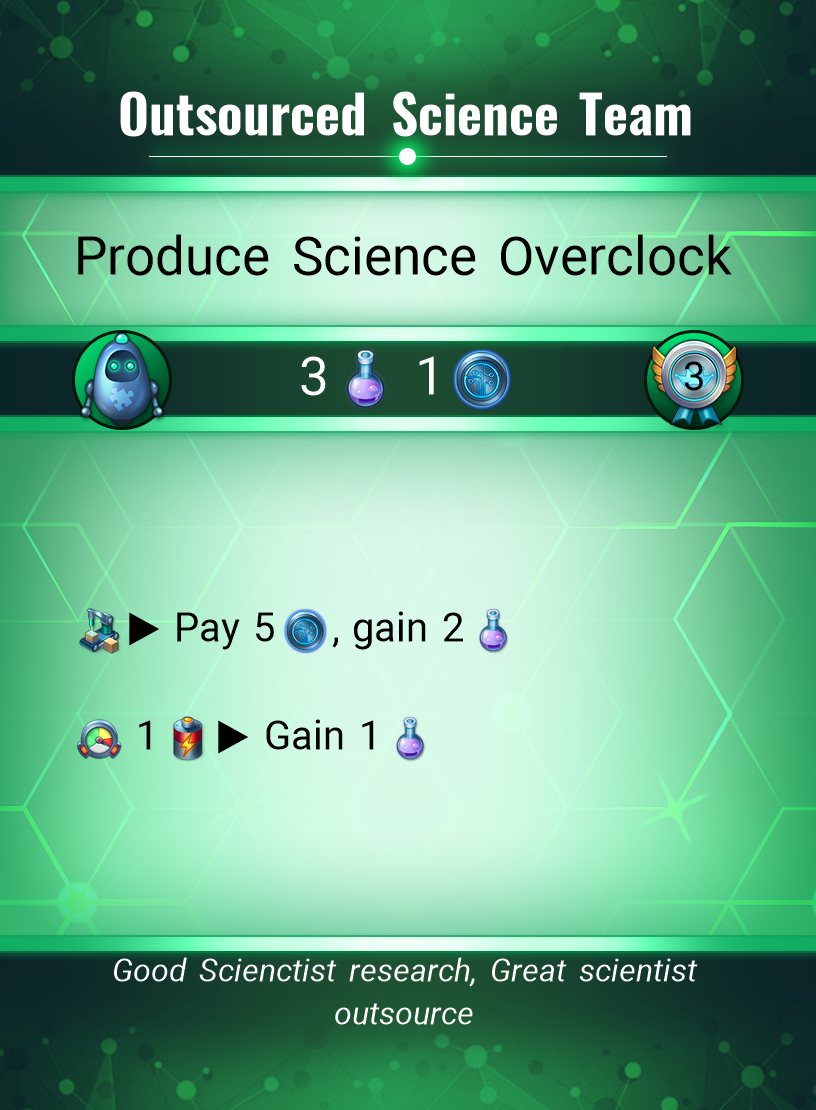 Outsourced Science Team
Produce Science Overclock
3 1 3
▶ Pay 5 , gain 2
1 ▶ Gain 1
Good Scienctist research, Great scientist
outsource